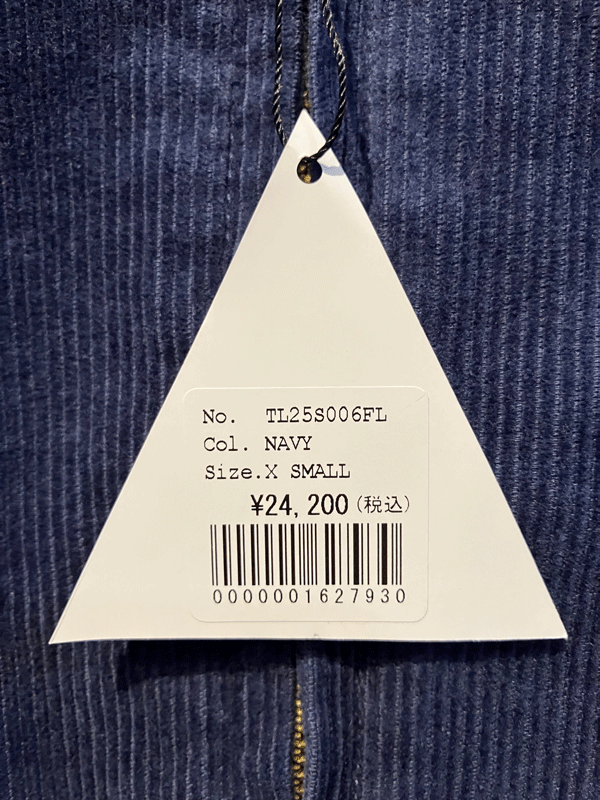 No. TL25S006FL
Col. NAVY
Size.X SMALL
¥24,200(税込)
0000001627930